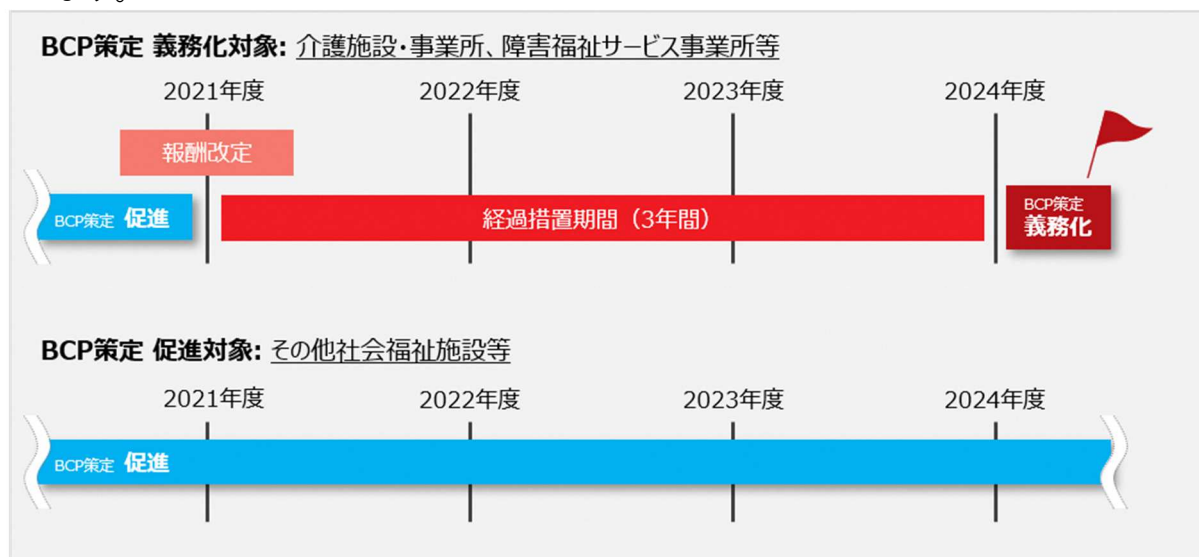 BCP策定 義務化対象: 介護施設・事業所、障害福祉サービス事業所等
2021年度 2022年度 2023年度 2024年度
報酬改定
BCP策定 促進 経過措置期間（3年間） BCP策定 義務化
BCP策定 促進対象: その他社会福祉施設等
2021年度 2022年度 2023年度 2024年度
BCP策定 促進